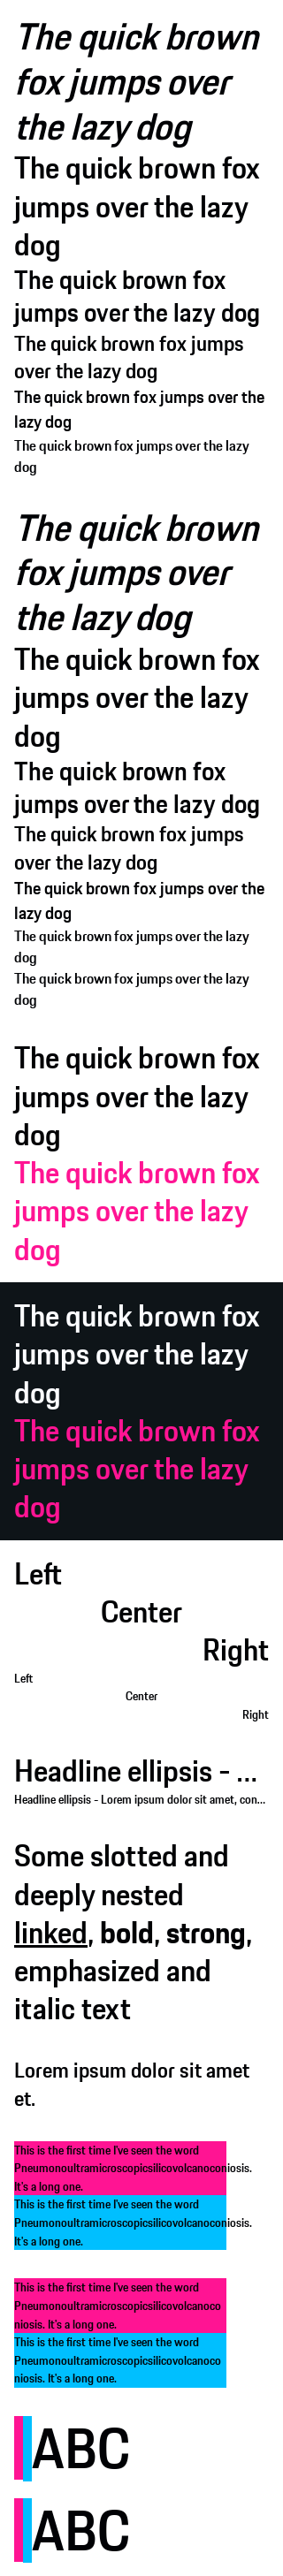 The quick brown
fox jumps over
the lazy dog
The quick brown fox
jumps over the lazy
dog
The quick brown fox
jumps over the lazy dog
The quick brown fox jumps
over the lazy dog
The quick brown fox jumps over the
lazy dog
The quick brown fox jumps over the lazy
dog
The quick brown
fox jumps over
the lazy dog
The quick brown fox
jumps over the lazy
dog
The quick brown fox
jumps over the lazy dog
The quick brown fox jumps
over the lazy dog
The quick brown fox jumps over the
lazy dog
The quick brown fox jumps over the lazy
dog
The quick brown fox jumps over the lazy
dog
The quick brown fox
jumps over the lazy
dog
The quick brown fox
jumps over the lazy
dog
The quick brown fox
jumps over the lazy
dog
The quick brown fox
jumps over the lazy
dog
Left
Center
Right
Left
Center
Right
Headline ellipsis - ...
Headline ellipsis - Lorem ipsum dolor sit amet, con...
Some slotted and
deeply nested
linked, bold, strong,
emphasized and
italic text
Lorem ipsum dolor sit amet
et.
This is the first time I've seen the word
Pneumonoultramicroscopicsilicovolcanoconiosis.
It's a long one.
This is the first time I've seen the word
Pneumonoultramicroscopicsilicovolcanoconiosis.
It's a long one.
This is the first time I've seen the word
Pneumonoultramicroscopicsilicovolcanoco
niosis. It's a long one.
This is the first time I've seen the word
Pneumonoultramicroscopicsilicovolcanoco
niosis. It's a long one.
ABC
ABC